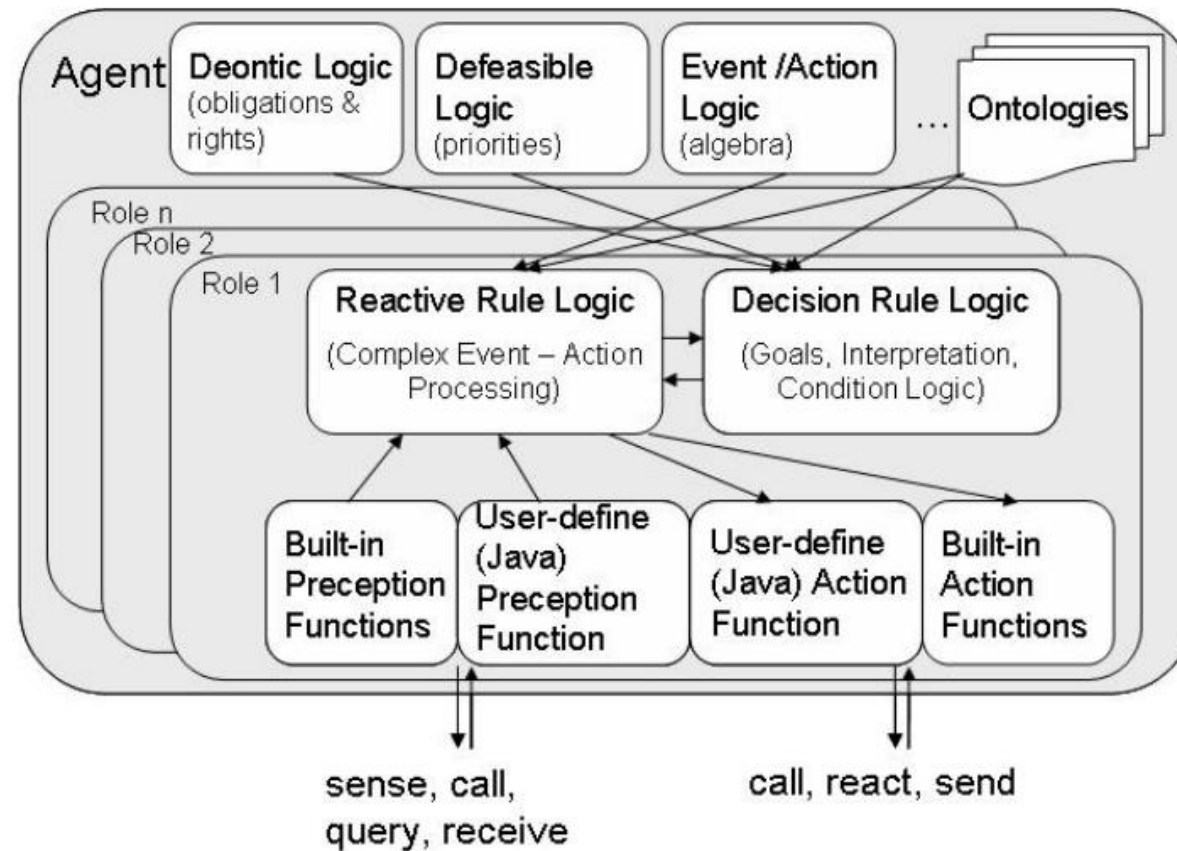 Agent
Deontic Logic
(obligations &
rights)
Defeasible
Logic
(priorities)
Event /Action
Logic
(algebra)
...
Ontologies
Role n
Role 2
Role 1
Reactive Rule Logic
(Complex Event – Action
Processing)
Decision Rule Logic
(Goals, Interpretation,
Condition Logic)
Built-in
Preception
Functions
User-define
(Java)
Preception
Function
User-define
(Java) Action
Function
Built-in
Action
Functions
sense, call,
query, receive
call, react, send